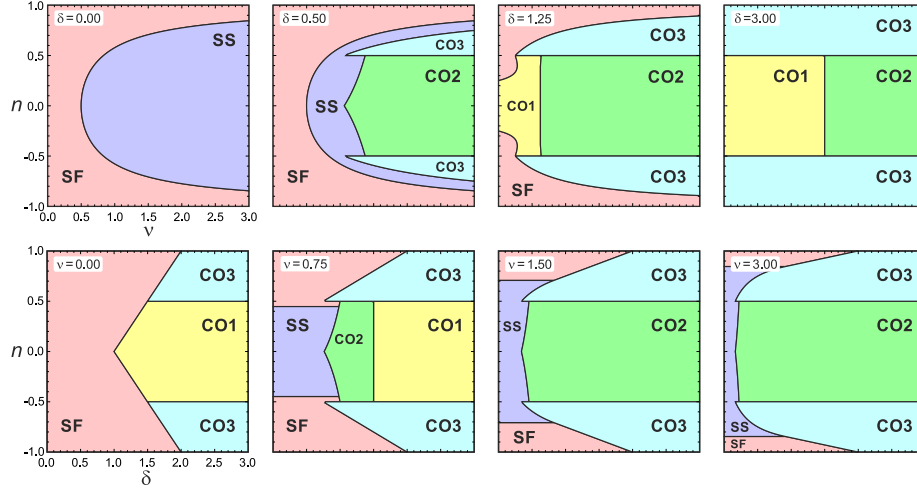 δ = 0.00
δ = 0.50
δ = 1.25
δ = 3.00
1.0
0.5
n 0.0
-0.5
-1.0
SS
SF
CO3
SS
CO2
CO3
SF
CO3
CO1
CO2
SF
CO3
CO3
CO1
CO2
CO3
0.0 0.5 1.0 1.5 2.0 2.5 3.0
ν
ν = 0.00
ν = 0.75
ν = 1.50
ν = 3.00
1.0
0.5
n 0.0
-0.5
-1.0
CO3
CO1
SF
CO3
CO3
SS
CO2
CO1
SF
CO3
CO3
SS
CO2
SF
CO3
CO3
CO2
CO3
SS
SF
0.0 0.5 1.0 1.5 2.0 2.5 3.0
δ